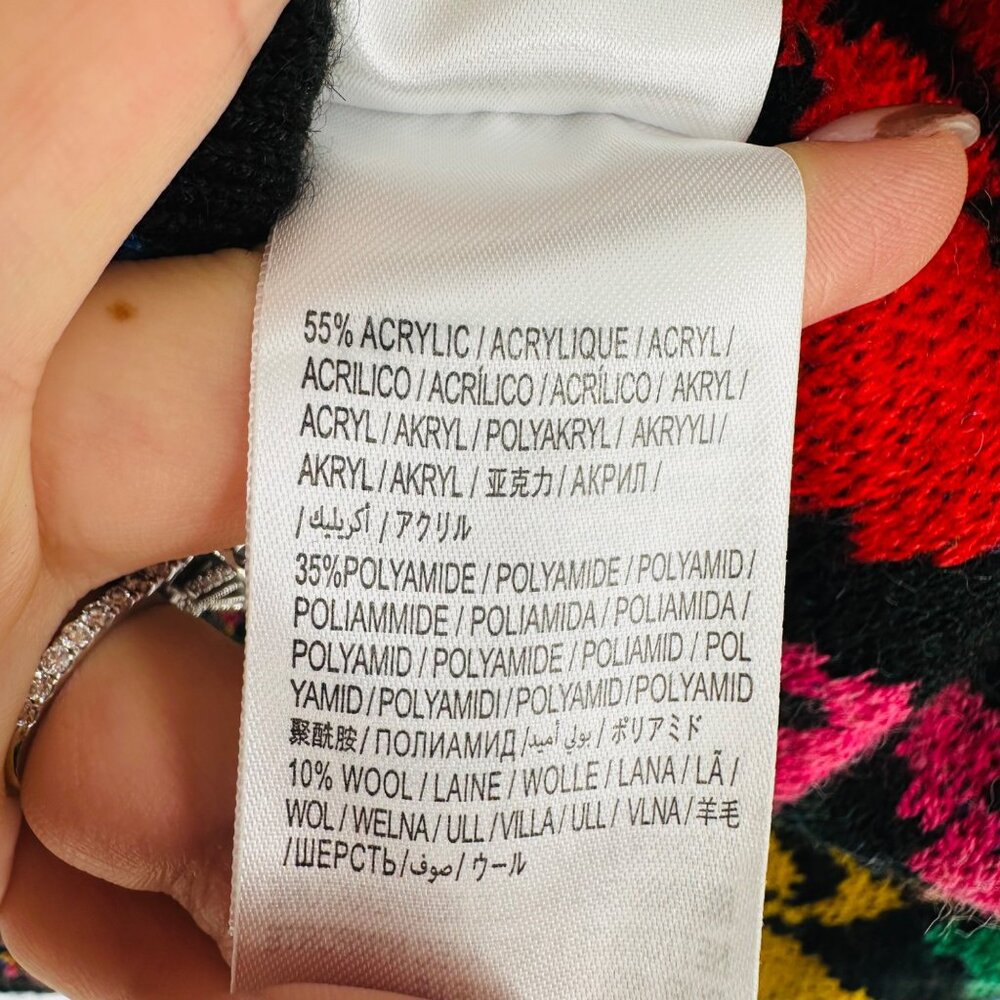 55% ACRYLIC / ACRYLIQUE / ACRYL /
ACRILICO / ACRÍLICO / ACRÍLICO / AKRYL /
ACRYL / AKRYL / POLYAKRYL / AKRYYLI /
AKRYL / AKRYL / 亚克力 / АКРИЛ /
/ أكريليك / アクリル
35%POLYAMIDE / POLYAMIDE / POLYAMID /
POLIAMMIDE / POLIAMIDA / POLIAMIDA /
POLYAMID / POLYAMIDE / POLIAMID / POL
YAMID / POLYAMIDI / POLYAMID / POLYAMID
聚酰胺 / ПОЛИАМИД / بولي أميد / ポリアミド
10% WOOL / LAINE / WOLLE / LANA / LÃ /
WOL / WELNA / ULL / VILLA / ULL / VLNA / 羊毛
/ ШЕРСТЬ / صوف / ウール